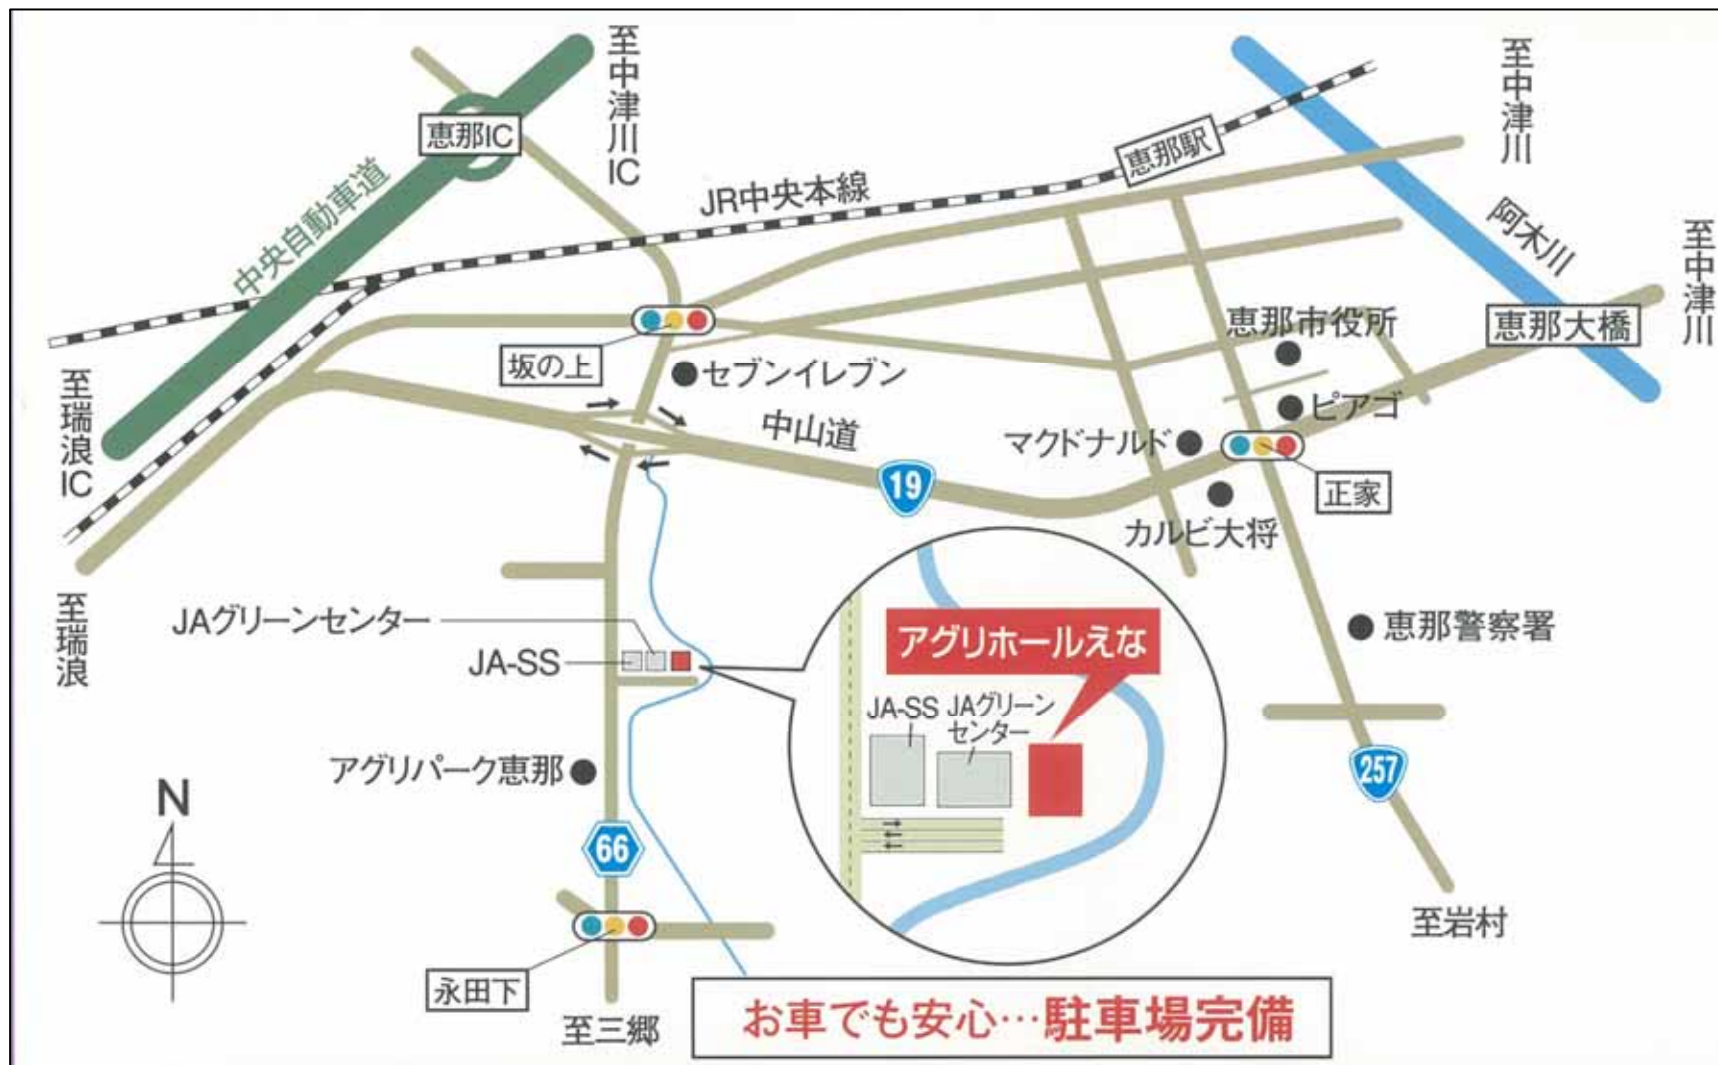 至中津川IC
恵那IC
中央自動車道
JR中央本線
恵那駅
至中津川
阿木川
至中津川
恵那大橋
恵那市役所
坂の上
セブンイレブン
中山道
ピアゴ
マクドナルド
19
正家
カルビ大将
至瑞浪IC
至瑞浪
JAグリーンセンター
JA-SS
アグリホールえな
JA-SS
JAグリーン
センター
恵那警察署
257
アグリパーク恵那
N
66
至岩村
永田下
至三郷
お車でも安心…駐車場完備